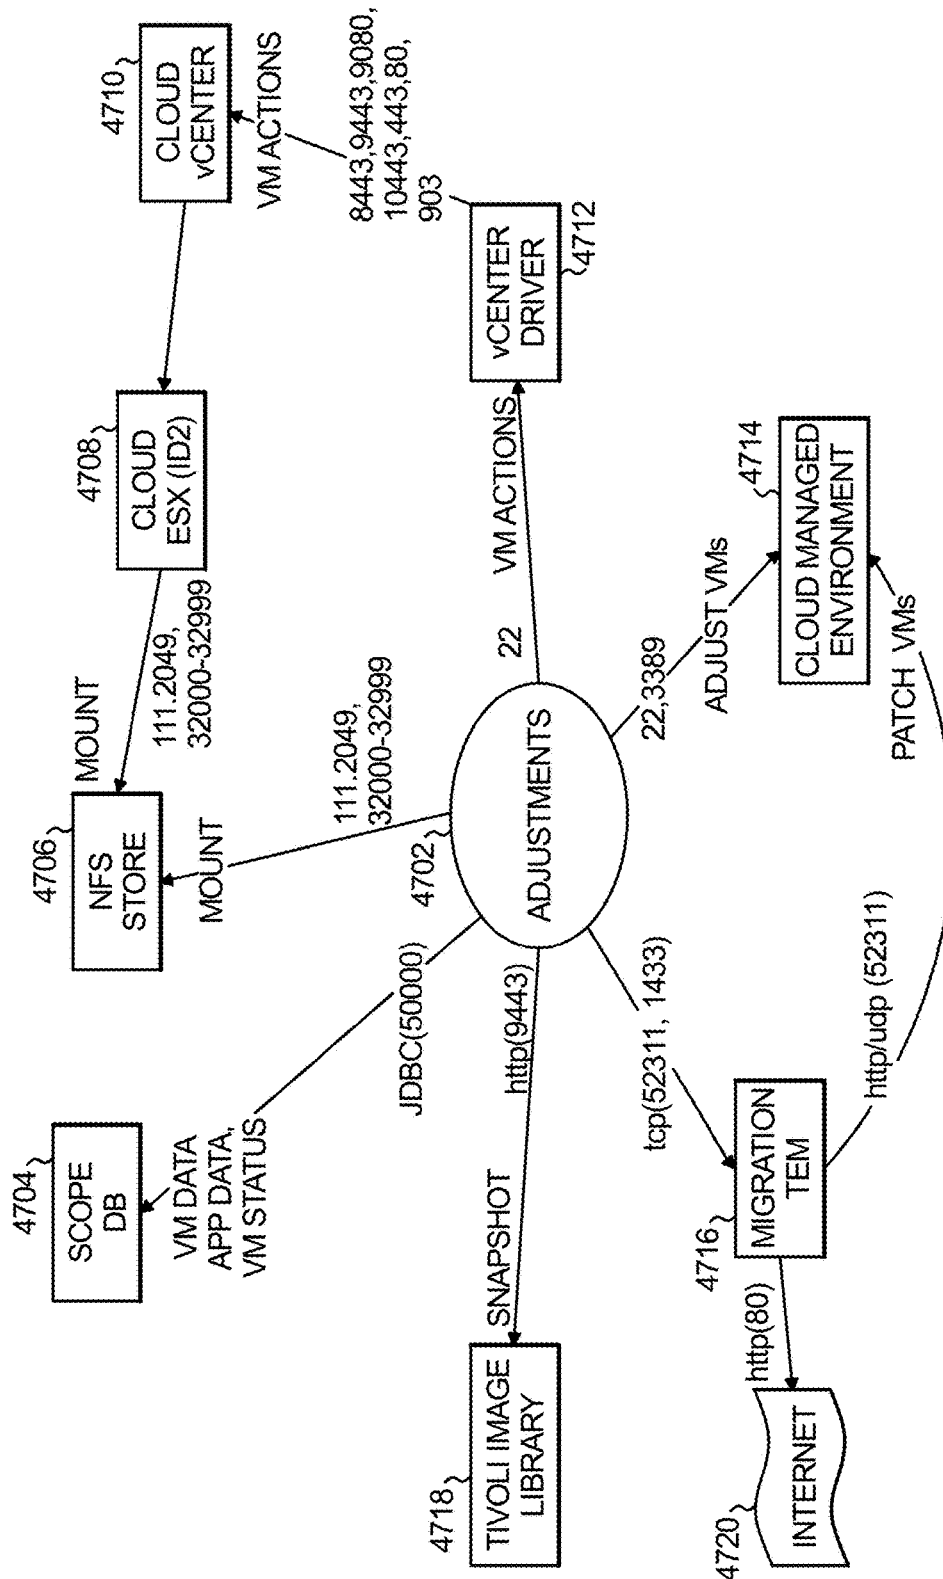 4704
SCOPE
DB
VM DATA
APP DATA,
VM STATUS
JDBC(50000)
4706
NFS
STORE
MOUNT
MOUNT
111.2049,
32000-32999
111.2049,
32000-32999
4708
CLOUD
ESX (ID2)
4710
CLOUD
vCENTER
VM ACTIONS
8443,9443,9080,
10443,443,80,
903
4718
TIVOLI IMAGE
LIBRARY
SNAPSHOT
http(9443)
4702
ADJUSTMENTS
22
VM ACTIONS
vCENTER
DRIVER
4712
4720
INTERNET
http(80)
4716
MIGRATION
TEM
tcp(52311, 1433)
http/udp (52311)
22,3389
ADJUST VMs
PATCH VMs
4714
CLOUD MANAGED
ENVIRONMENT